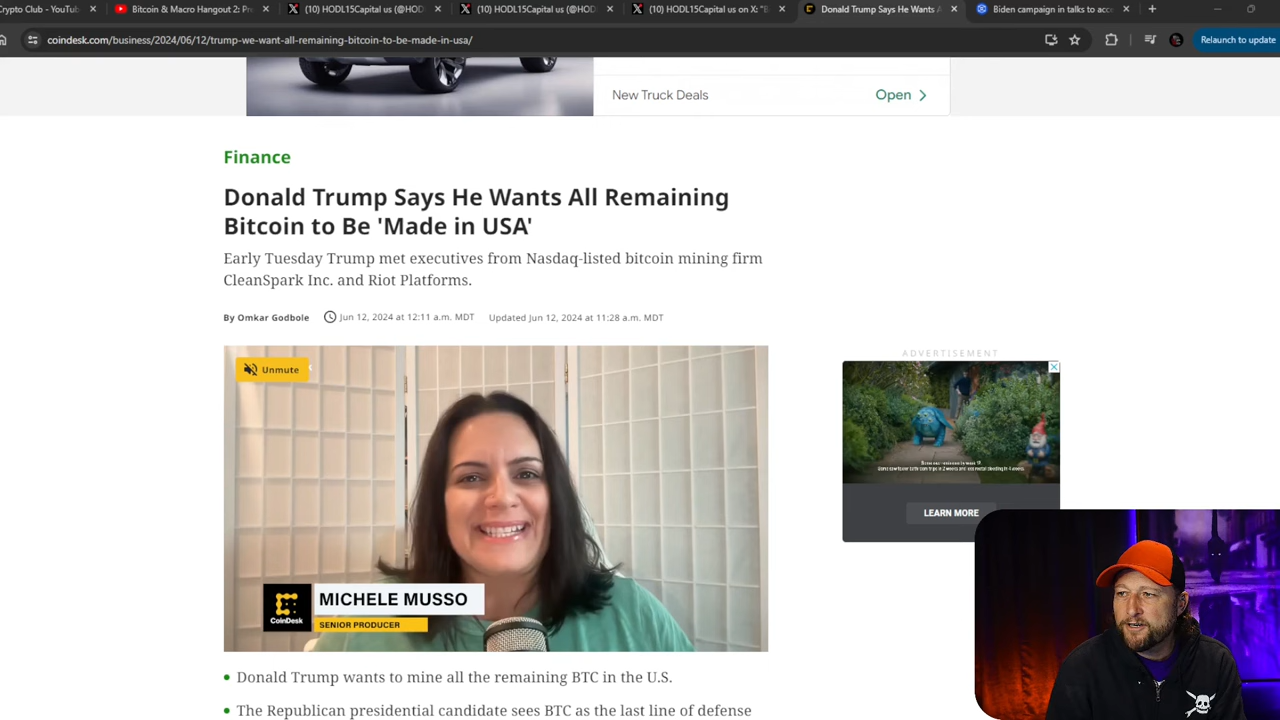 Crypto Club - YouTu
Bitcoin & Macro Hangout 2: Pr
(10) HODL15Capital us (@HOD
(10) HODL15Capital us (@HOD
(10) HODL15Capital us on X: "B
Donald Trump Says He Wants A
Biden campaign in talks to acce
coindesk.com/business/2024/06/12/trump-we-want-all-remaining-bitcoin-to-be-made-in-usa/
Relaunch to update
New Truck Deals
Open
Finance
Donald Trump Says He Wants All Remaining
Bitcoin to Be 'Made in USA'
Early Tuesday Trump met executives from Nasdaq-listed bitcoin mining firm
CleanSpark Inc. and Riot Platforms.
By Omkar Godbole
Jun 12, 2024 at 12:11 a.m. MDT
Updated Jun 12, 2024 at 11:28 a.m. MDT
Unmute
ADVERTISEMENT
LEARN MORE
CoinDesk
MICHELE MUSSO
SENIOR PRODUCER
Donald Trump wants to mine all the remaining BTC in the U.S.
The Republican presidential candidate sees BTC as the last line of defense